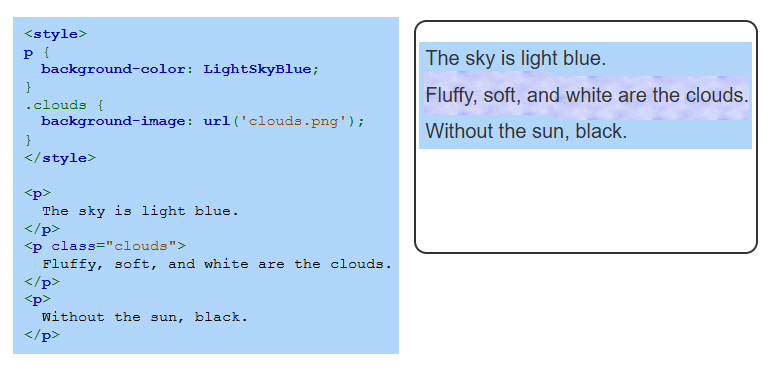 <style>
p {
  background-color: LightSkyBlue;
}
.clouds {
  background-image: url('clouds.png');
}
</style>

<p>
  The sky is light blue.
</p>
<p class="clouds">
  Fluffy, soft, and white are the clouds.
</p>
<p>
  Without the sun, black.
</p>
The sky is light blue.
Fluffy, soft, and white are the clouds.
Without the sun, black.